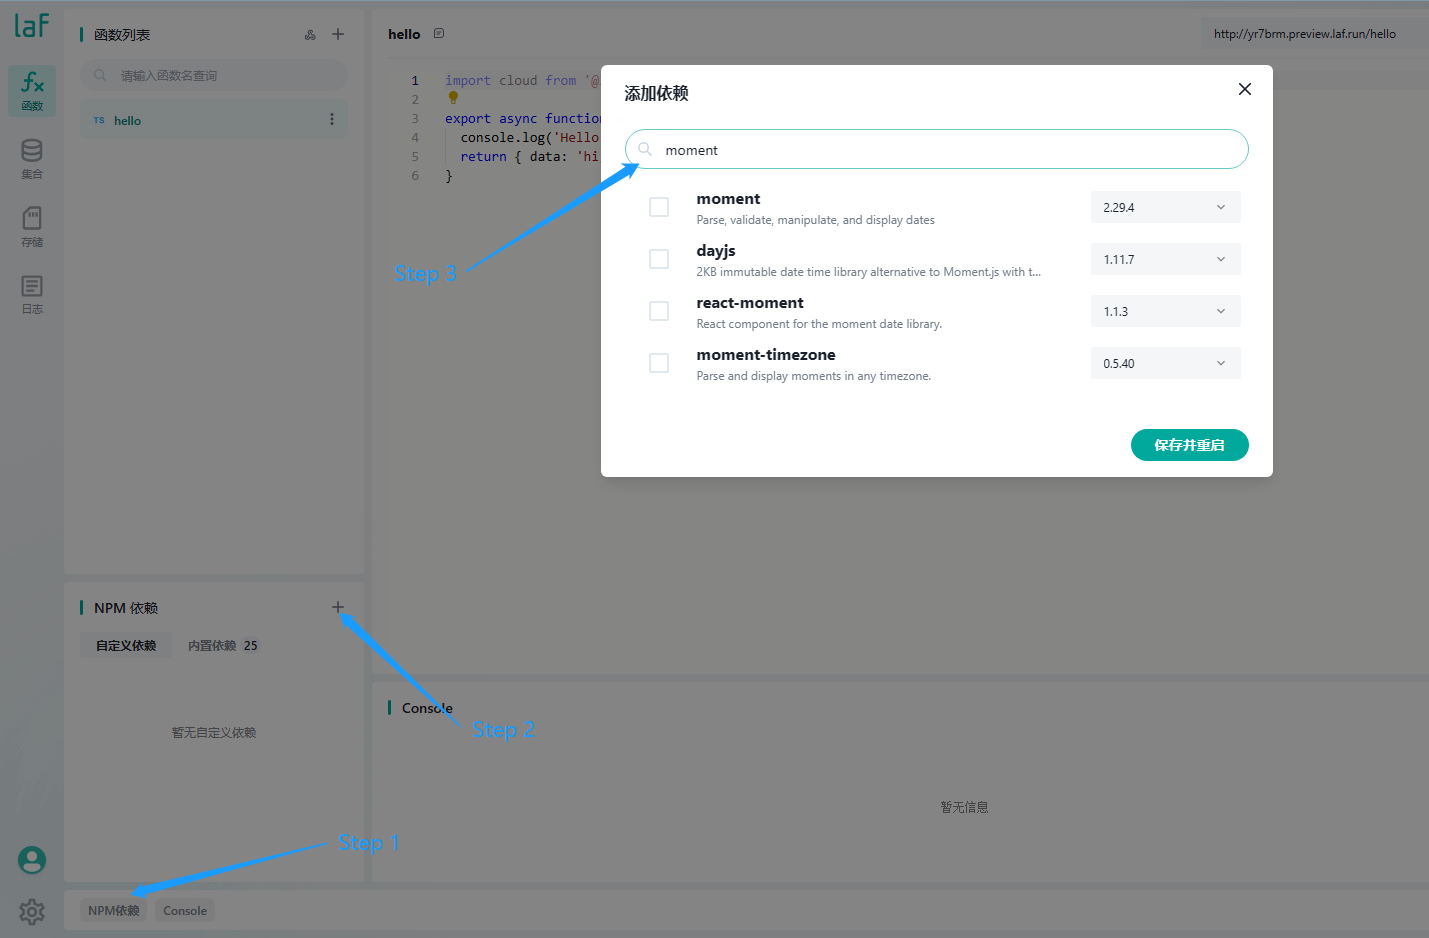 laf
函数
集合
存储
日志
函数列表
请输入函数名查询
TS hello
NPM 依赖
自定义依赖 内置依赖 25
暂无自定义依赖
NPM依赖 Console
hello
http://yr7brm.preview.laf.run/hello
1 import cloud from '@
2
3 export async function
4 console.log('Hello
5 return { data: 'hi
6 }
Console
暂无信息
添加依赖
moment
moment 2.29.4
Parse, validate, manipulate, and display dates
dayjs 1.11.7
2KB immutable date time library alternative to Moment.js with t...
react-moment 1.1.3
React component for the moment date library.
moment-timezone 0.5.40
Parse and display moments in any timezone.
保存并重启
Step 3
Step 2
Step 1